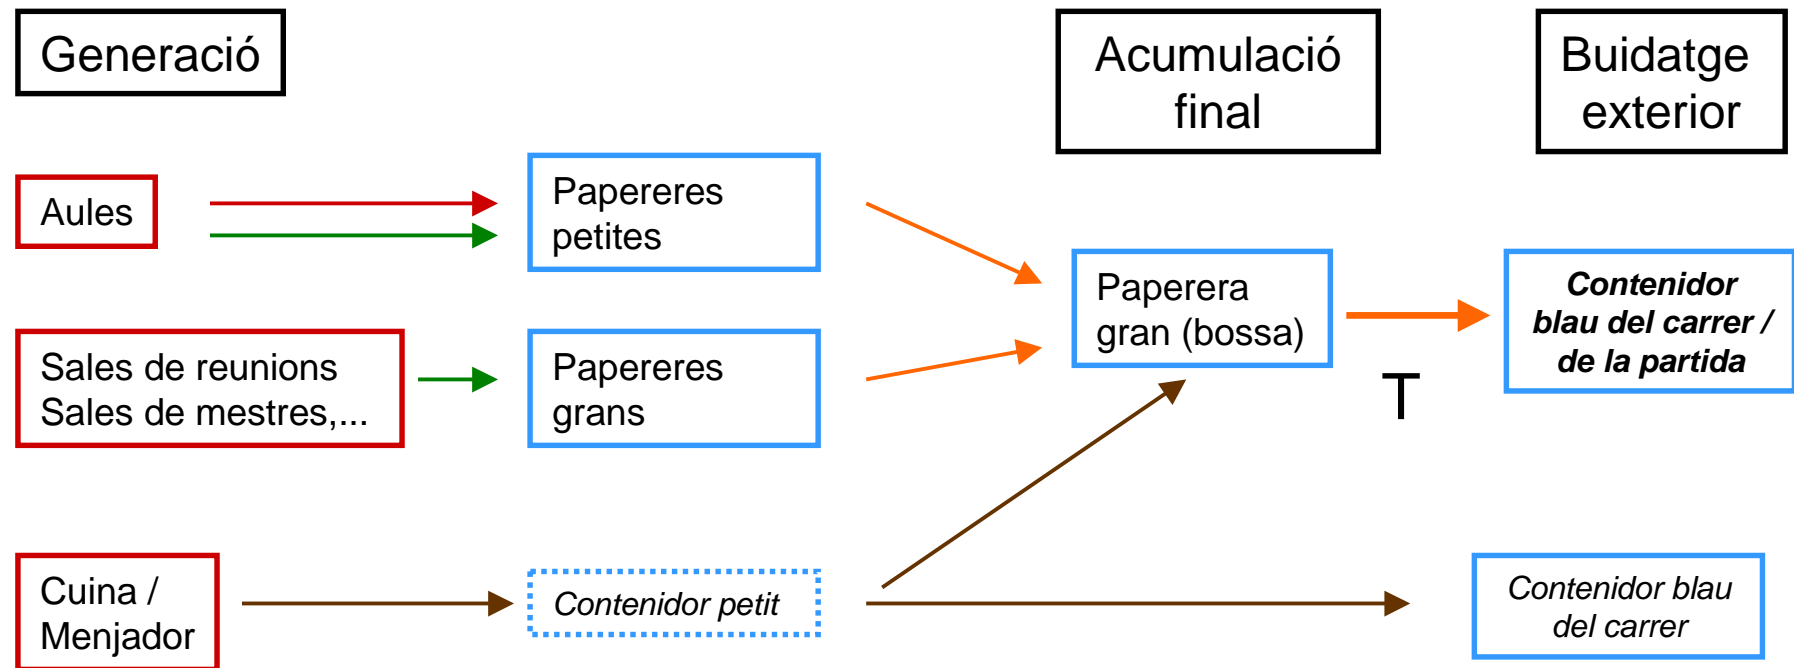 Generació
Acumulació
final
Buidatge
exterior
Aules
Papereres
petites
Paperera
gran (bossa)
Contenidor
blau del carrer /
de la partida
Sales de reunions
Sales de mestres,...
Papereres
grans
T
Cuina /
Menjador
Contenidor petit
Contenidor blau
del carrer